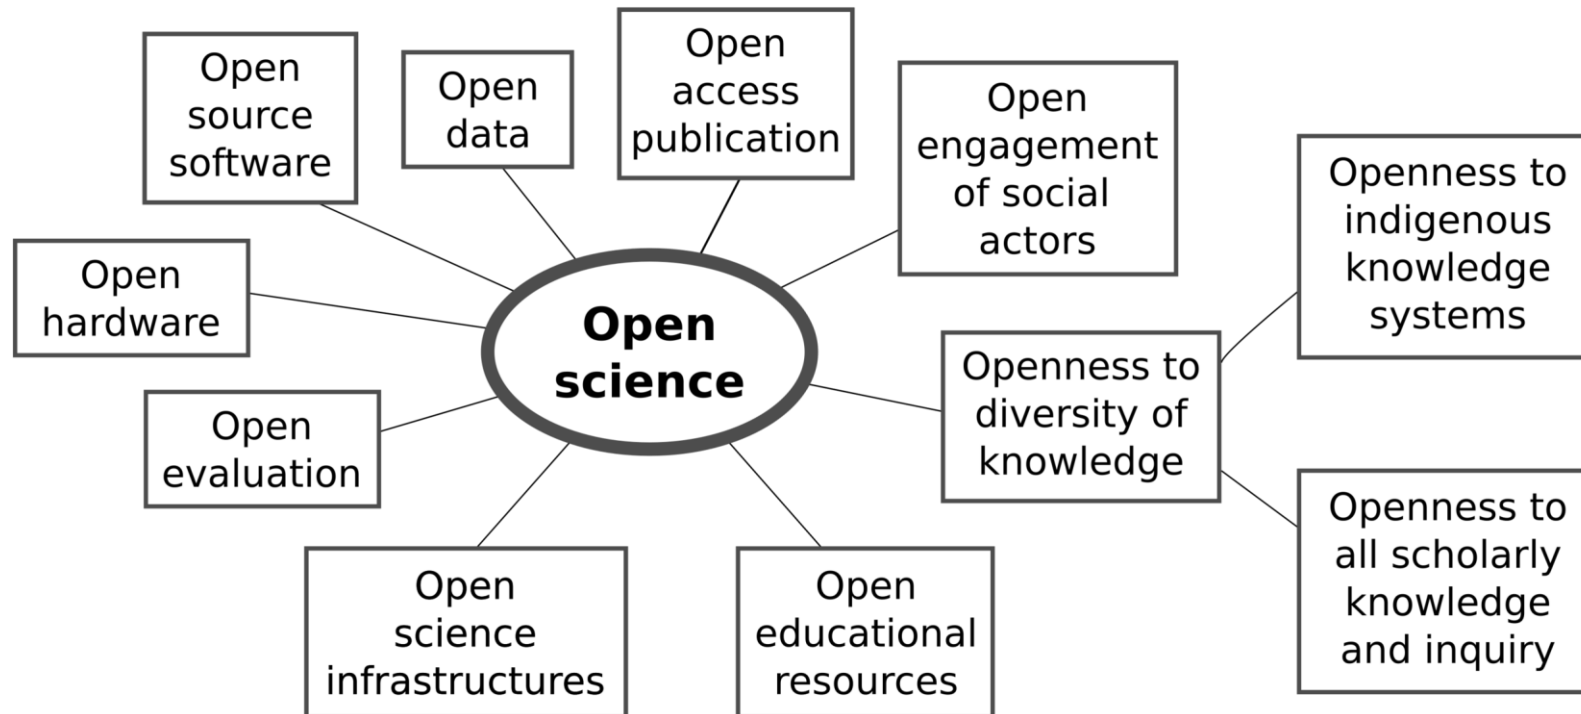 Open
source
software
Open
data
Open
access
publication
Open
engagement
of social
actors
Openness to
indigenous
knowledge
systems
Open
hardware
Open
science
Openness to
diversity of
knowledge
Open
evaluation
Openness to
all scholarly
knowledge
and inquiry
Open
science
infrastructures
Open
educational
resources